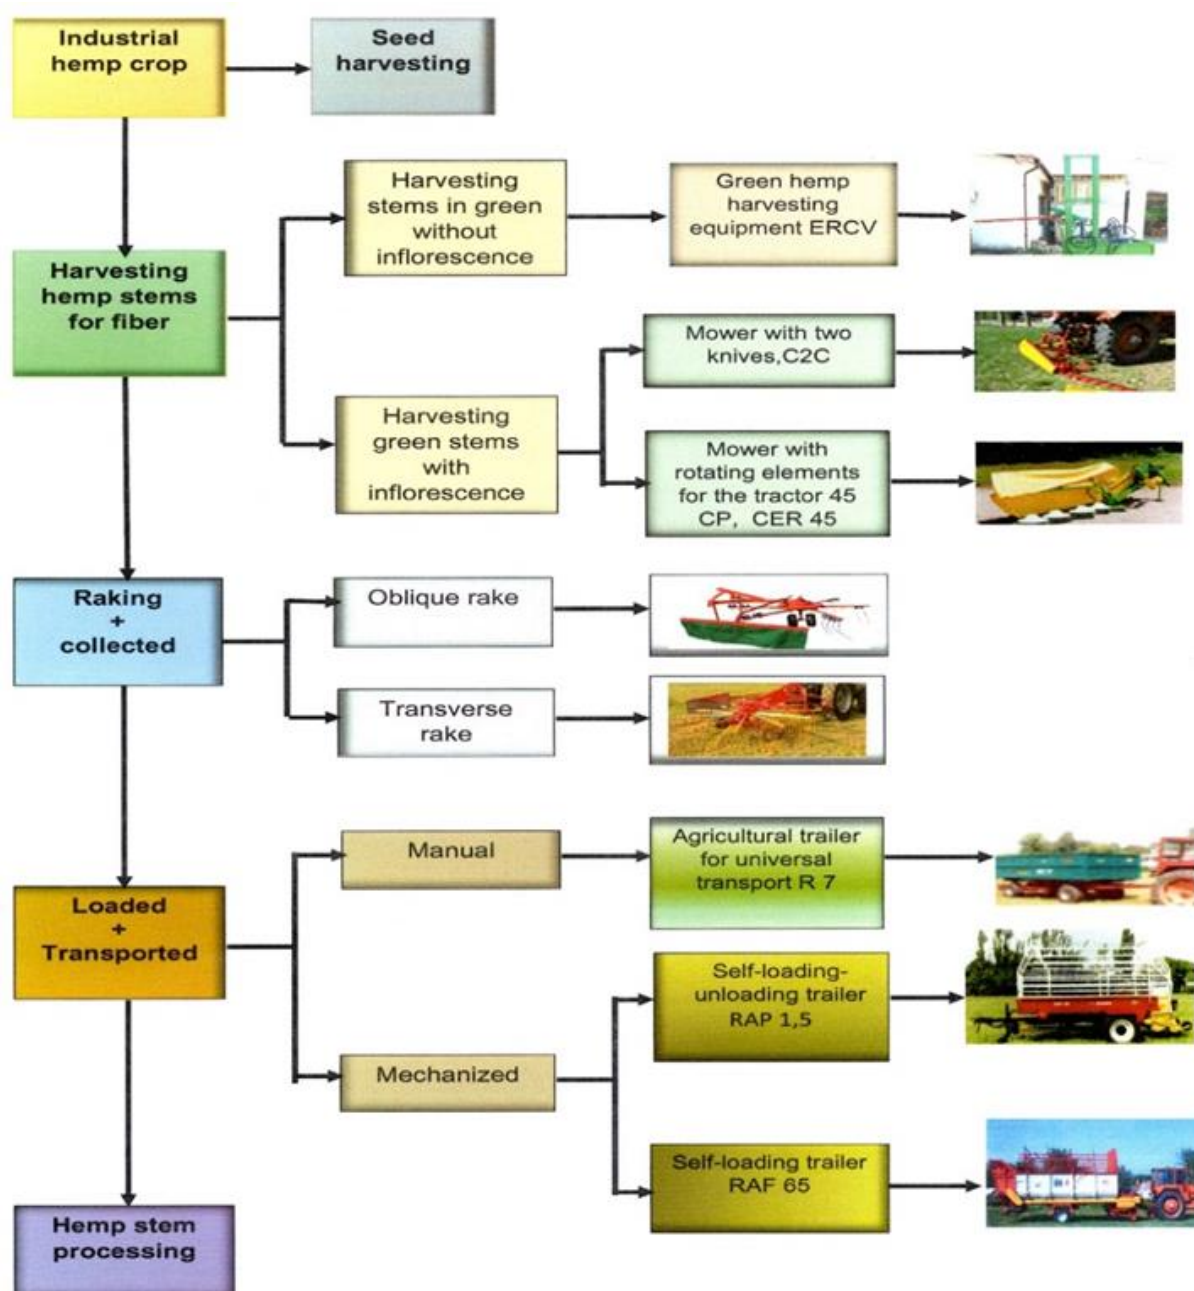 Industrial
hemp crop
Seed
harvesting
Harvesting
stems in green
without
inflorescence
Green hemp
harvesting
equipment ERCV
Harvesting
hemp stems
for fiber
Mower with two
knives,C2C
Harvesting
green stems
with
inflorescence
Mower with
rotating elements
for the tractor 45
CP, CER 45
Raking
+
collected
Oblique rake
Transverse
rake
Manual
Agricultural trailer
for universal
transport R 7
Loaded
+
Transported
Self-loading-
unloading trailer
RAP 1,5
Mechanized
Self-loading trailer
RAF 65
Hemp stem
processing